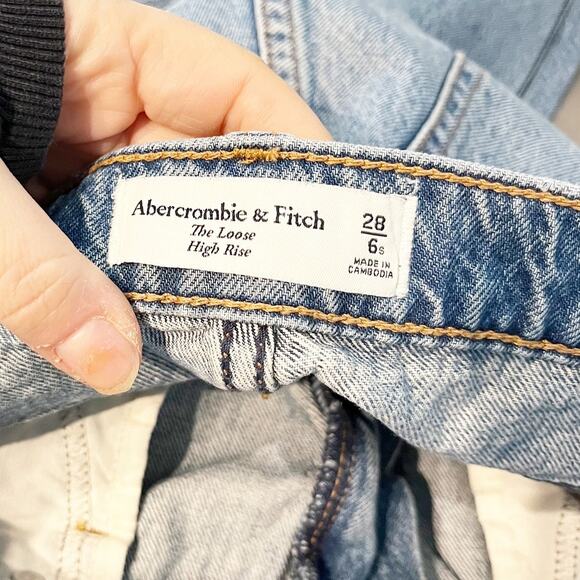 Abercrombie & Fitch
The Loose
High Rise
28
6s
MADE IN
CAMBODIA